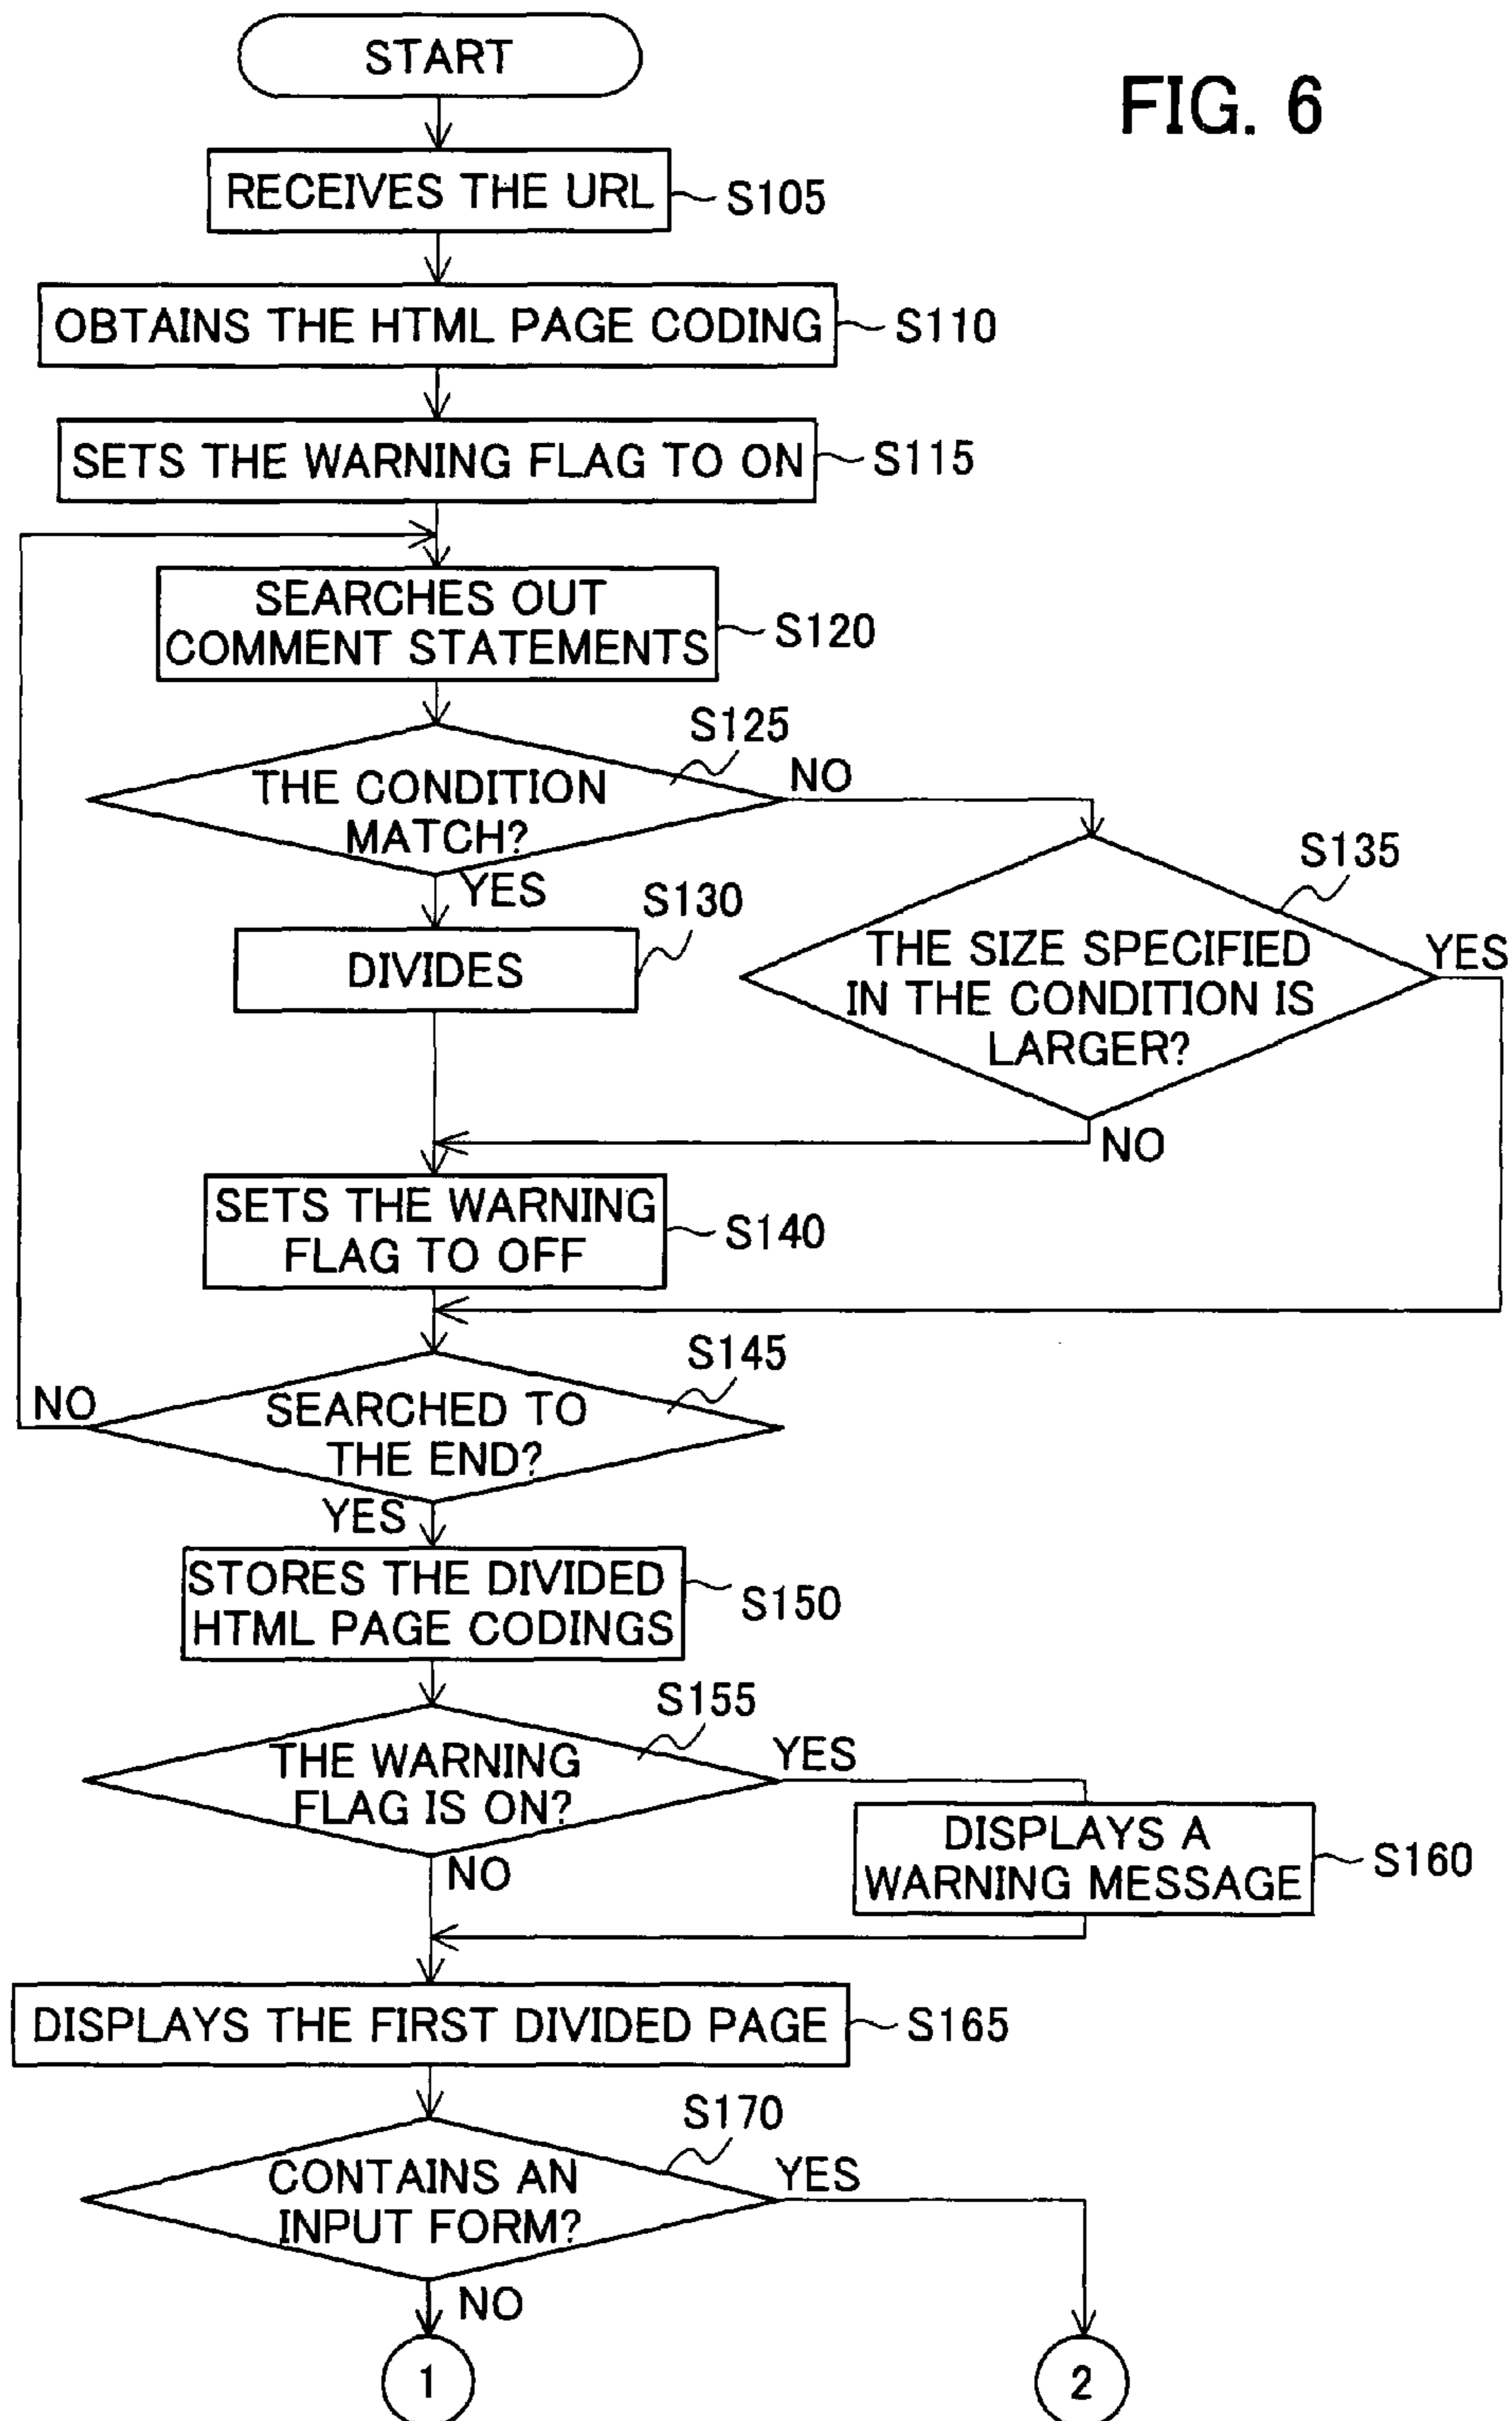 START
FIG. 6
RECEIVES THE URL
S105
OBTAINS THE HTML PAGE CODING
S110
SETS THE WARNING FLAG TO ON
S115
SEARCHES OUT
COMMENT STATEMENTS
S120
S125
THE CONDITION
MATCH?
NO
YES
S130
DIVIDES
S135
THE SIZE SPECIFIED
IN THE CONDITION IS
LARGER?
YES
NO
SETS THE WARNING
FLAG TO OFF
S140
S145
SEARCHED TO
THE END?
NO
YES
STORES THE DIVIDED
HTML PAGE CODINGS
S150
S155
THE WARNING
FLAG IS ON?
YES
NO
DISPLAYS A
WARNING MESSAGE
S160
DISPLAYS THE FIRST DIVIDED PAGE
S165
S170
CONTAINS AN
INPUT FORM?
YES
NO
1
2